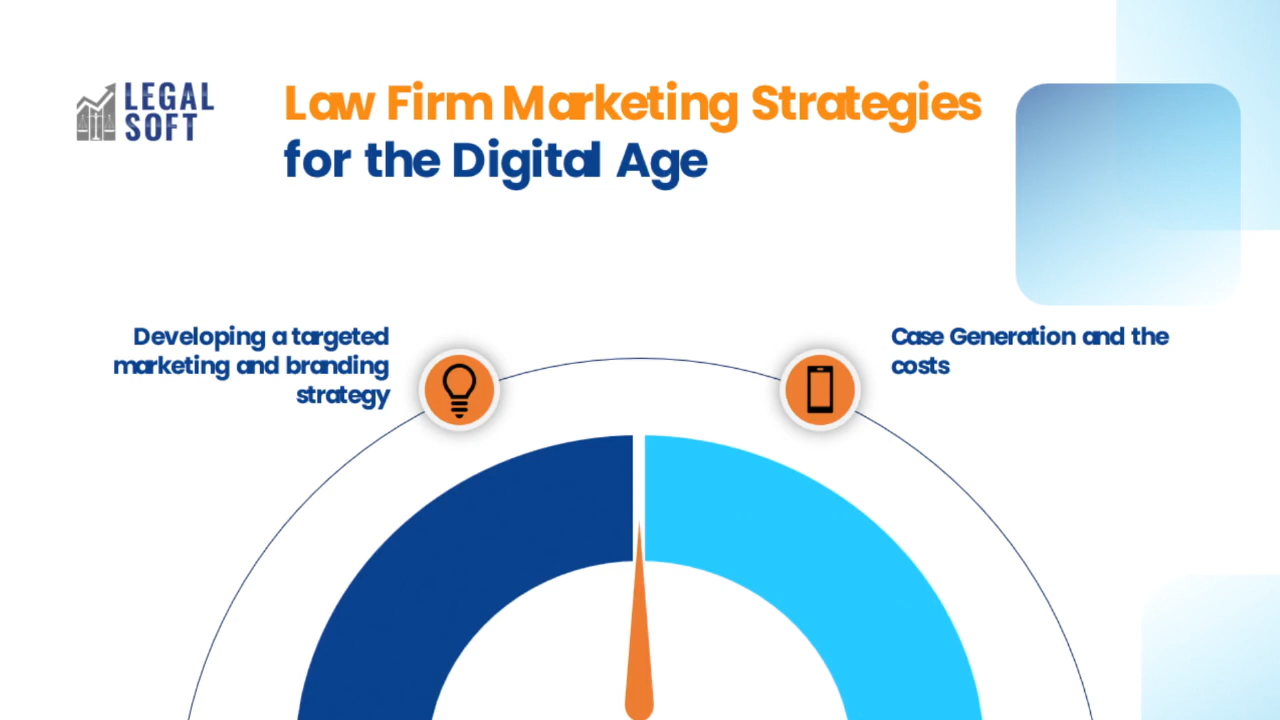 LEGAL
SOFT
Law Firm Marketing Strategies
for the Digital Age
Developing a targeted
marketing and branding
strategy
Case Generation and the
costs